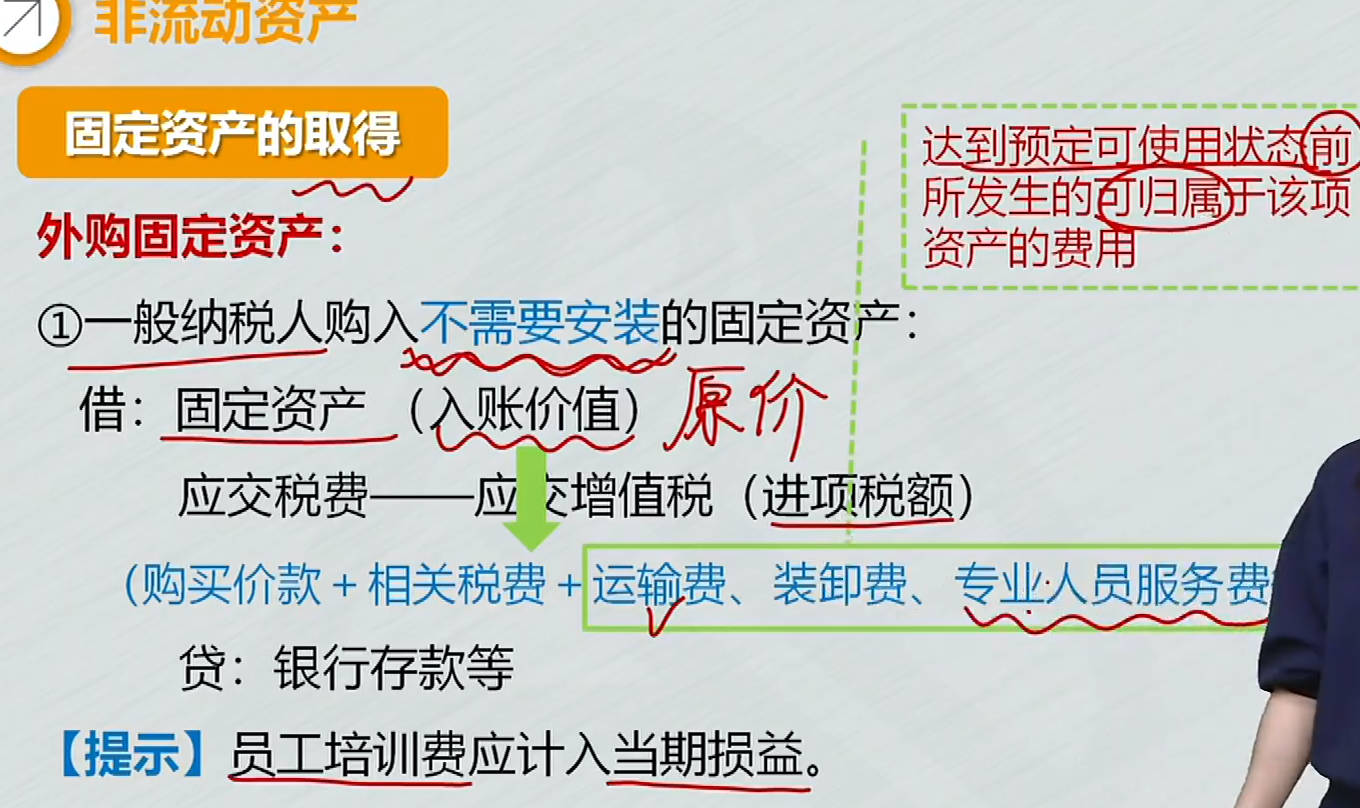 非流动资产
固定资产的取得
达到预定可使用状态前
所发生的可归属于该项
资产的费用
外购固定资产：
①一般纳税人购入不需要安装的固定资产：
借：固定资产（入账价值）原价
应交税费——应交增值税（进项税额）
（购买价款+相关税费+运输费、装卸费、专业人员服务费
贷：银行存款等
【提示】员工培训费应计入当期损益。